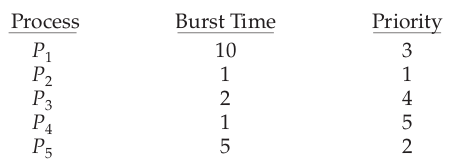 Process Burst Time Priority
P₁ 10 3
P₂ 1 1
P₃ 2 4
P₄ 1 5
P₅ 5 2